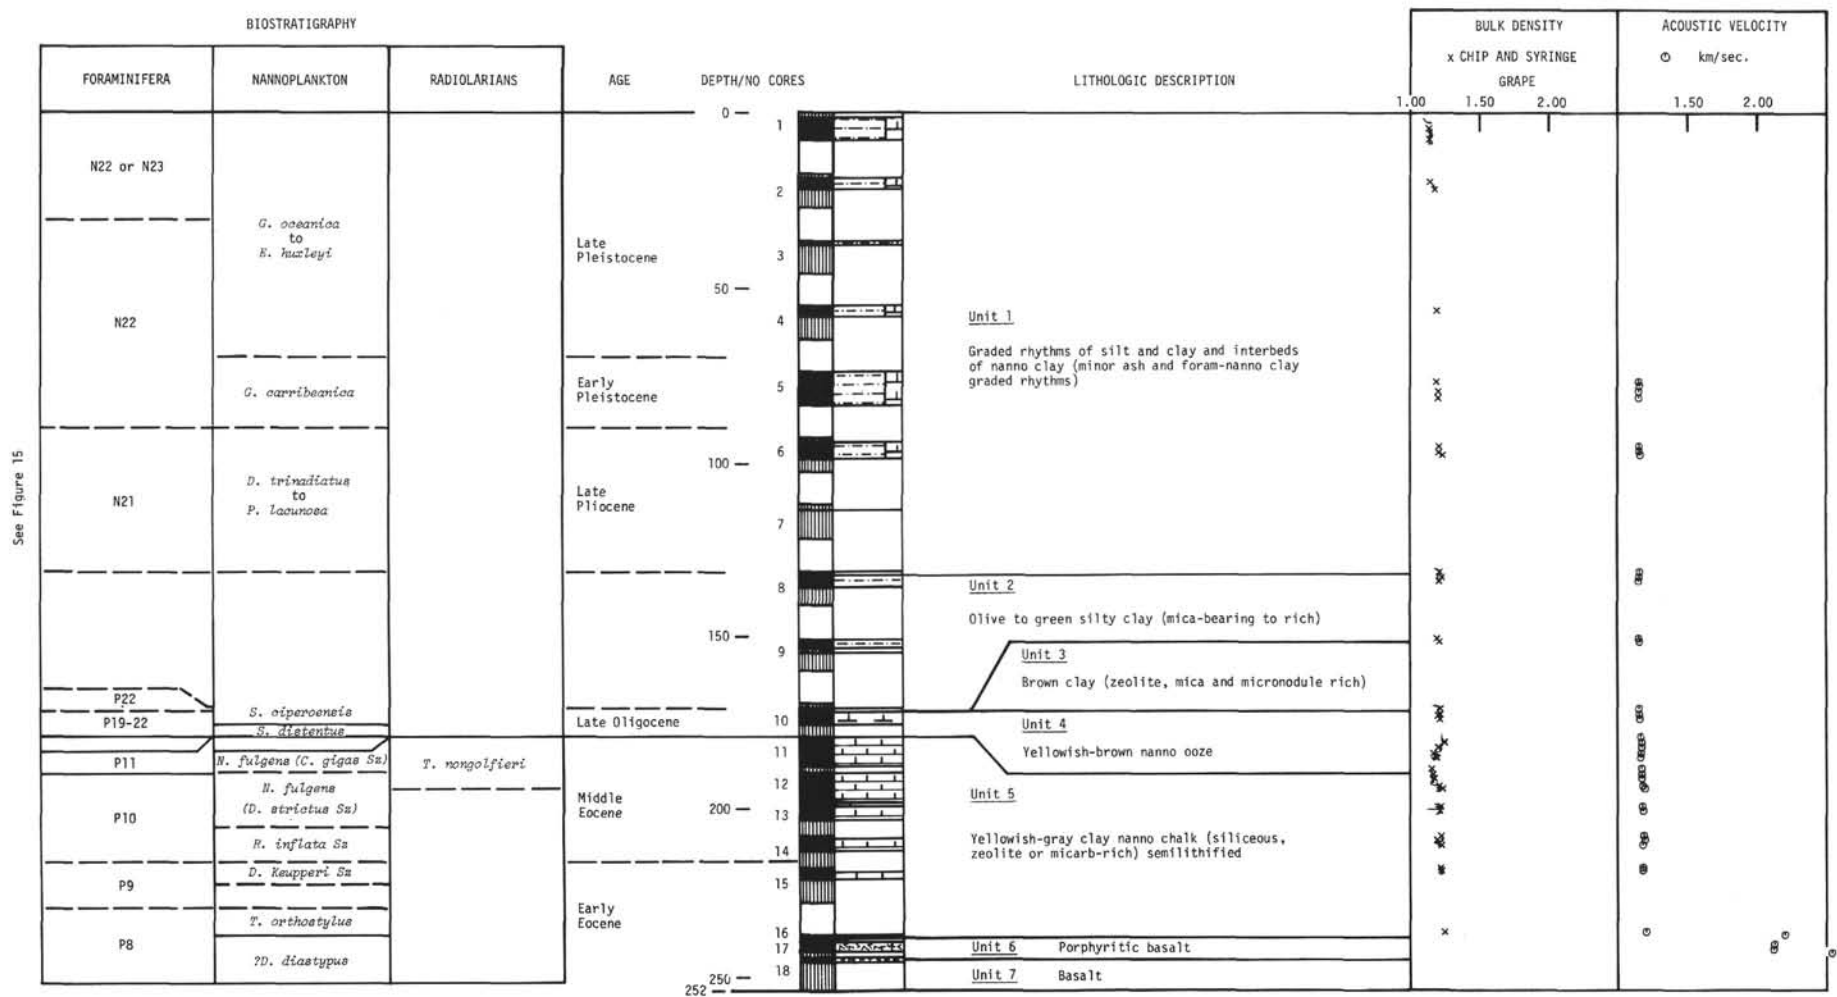 BIOSTRATIGRAPHY
FORAMINIFERA
NANNOPLANKTON
RADIOLARIANS
AGE
DEPTH/NO CORES
LITHOLOGIC DESCRIPTION
BULK DENSITY
x CHIP AND SYRINGE
GRAPE
1.00 1.50 2.00
ACOUSTIC VELOCITY
km/sec.
1.50 2.00
See Figure 15
N22 or N23
N22
N21
P22
P19-22
P11
P10
P9
P8
G. oceanica
to
E. huxleyi
G. carribeanica
D. trinadiatus
to
P. lacunosa
S. ciperoensis
S. distentus
N. fulgens (C. gigas Sz)
N. fulgens
(D. strictus Sz)
R. inflata Sz
D. Keupperi Sz
T. orthostylus
?D. diastypus
T. nongolfieri
Late
Pleistocene
Early
Pleistocene
Late
Pliocene
Late Oligocene
Middle
Eocene
Early
Eocene
0
50
100
150
200
250
252
1
2
3
4
5
6
7
8
9
10
11
12
13
14
15
16
17
18
Unit 1
Graded rhythms of silt and clay and interbeds
of nanno clay (minor ash and foram-nanno clay
graded rhythms)
Unit 2
Olive to green silty clay (mica-bearing to rich)
Unit 3
Brown clay (zeolite, mica and micronodule rich)
Unit 4
Yellowish-brown nanno ooze
Unit 5
Yellowish-gray clay nanno chalk (siliceous,
zeolite or micarb-rich) semilithified
Unit 6 Porphyritic basalt
Unit 7 Basalt